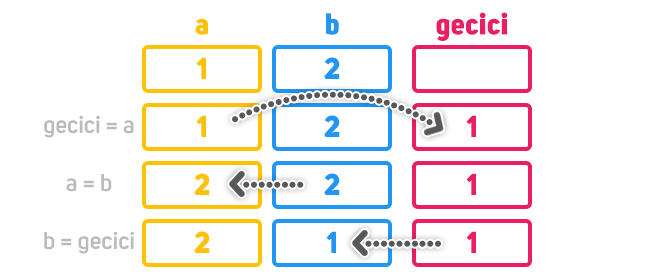 a b gecici
1 2
gecici = a 1 2 1
a = b 2 2 1
b = gecici 2 1 1